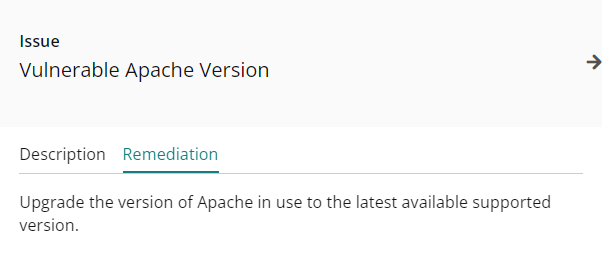 Issue
Vulnerable Apache Version
Description Remediation
Upgrade the version of Apache in use to the latest available supported
version.